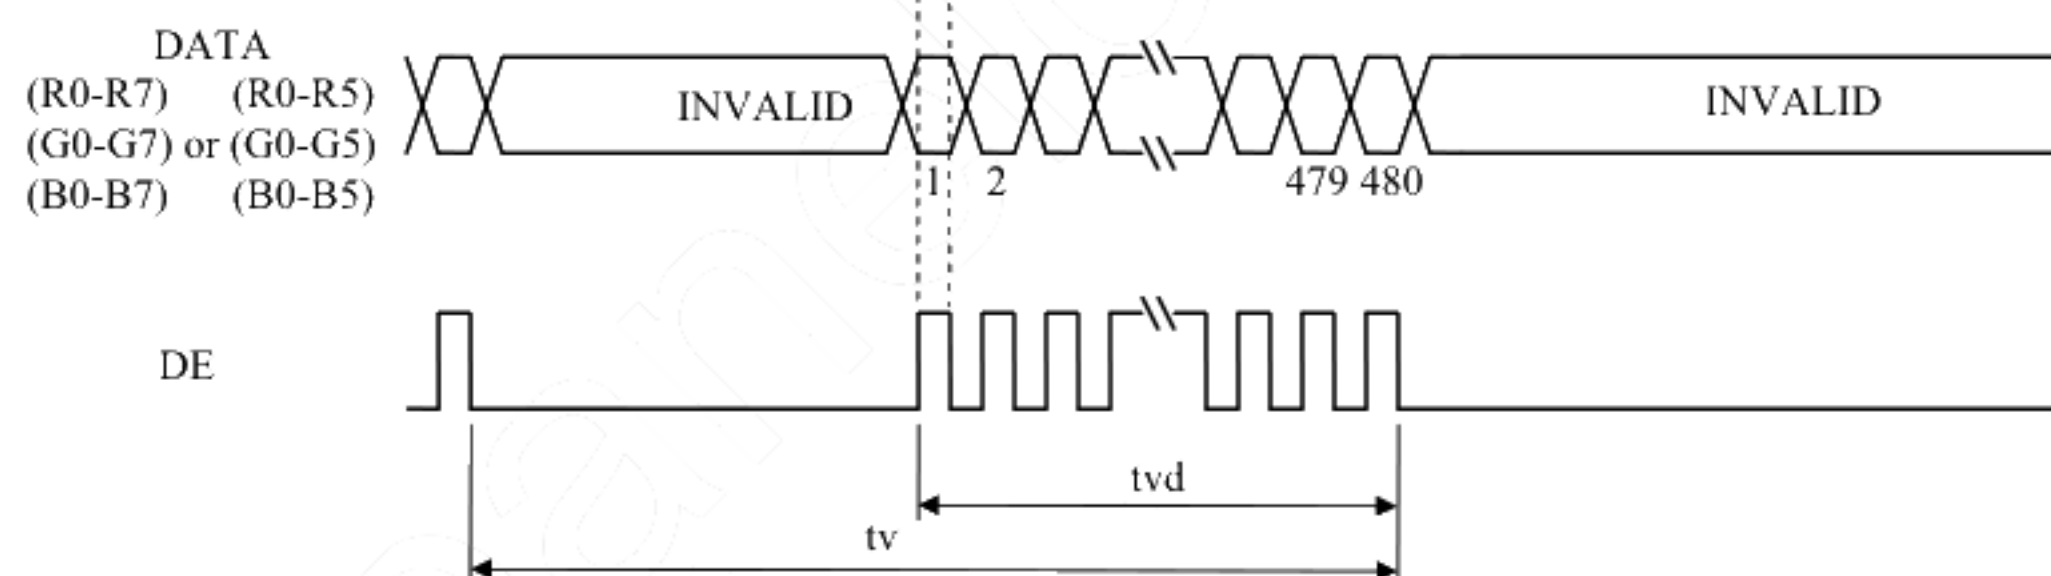 DATA
(R0-R7) (R0-R5)
(G0-G7) or (G0-G5)
(B0-B7) (B0-B5)
INVALID
INVALID
1 2 479 480
DE
tvd
tv